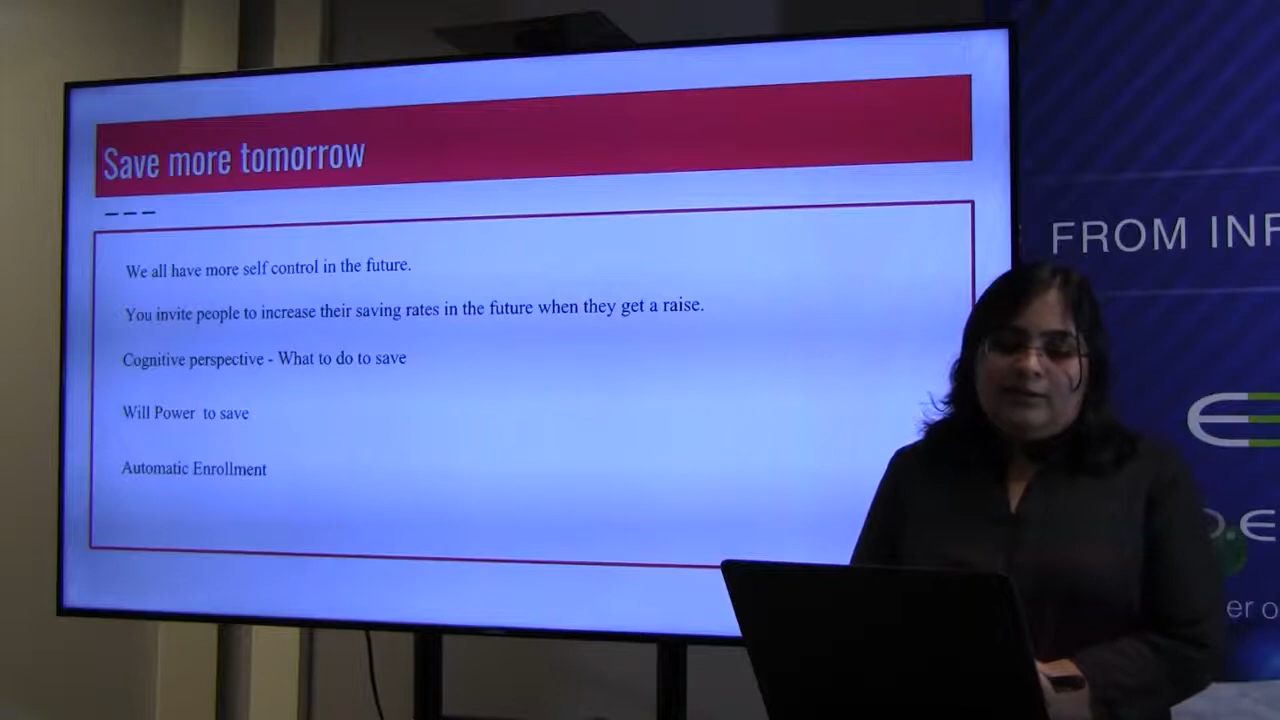 Save more tomorrow
We all have more self control in the future.
You invite people to increase their saving rates in the future when they get a raise.
Cognitive perspective - What to do to save
Will Power to save
Automatic Enrollment
FROM